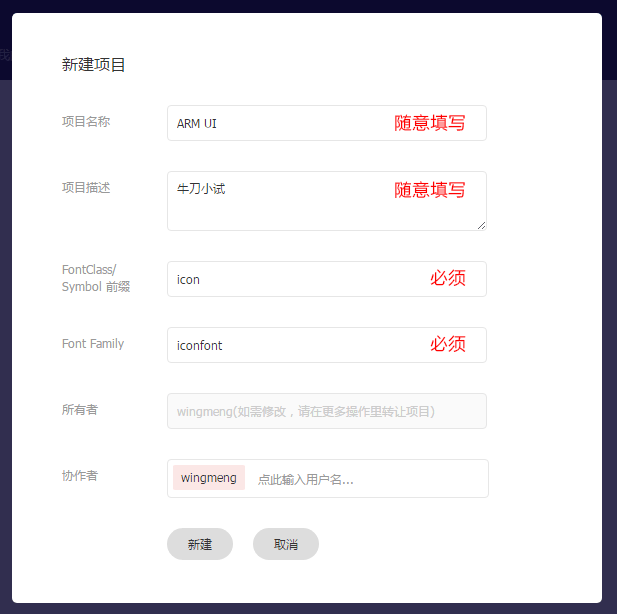 新建项目
项目名称
ARM UI
随意填写
项目描述
牛刀小试
随意填写
FontClass/
Symbol 前缀
icon
必须
Font Family
iconfont
必须
所有者
wingmeng(如需修改，请在更多操作里转让项目)
协作者
wingmeng
点此输入用户名...
新建
取消